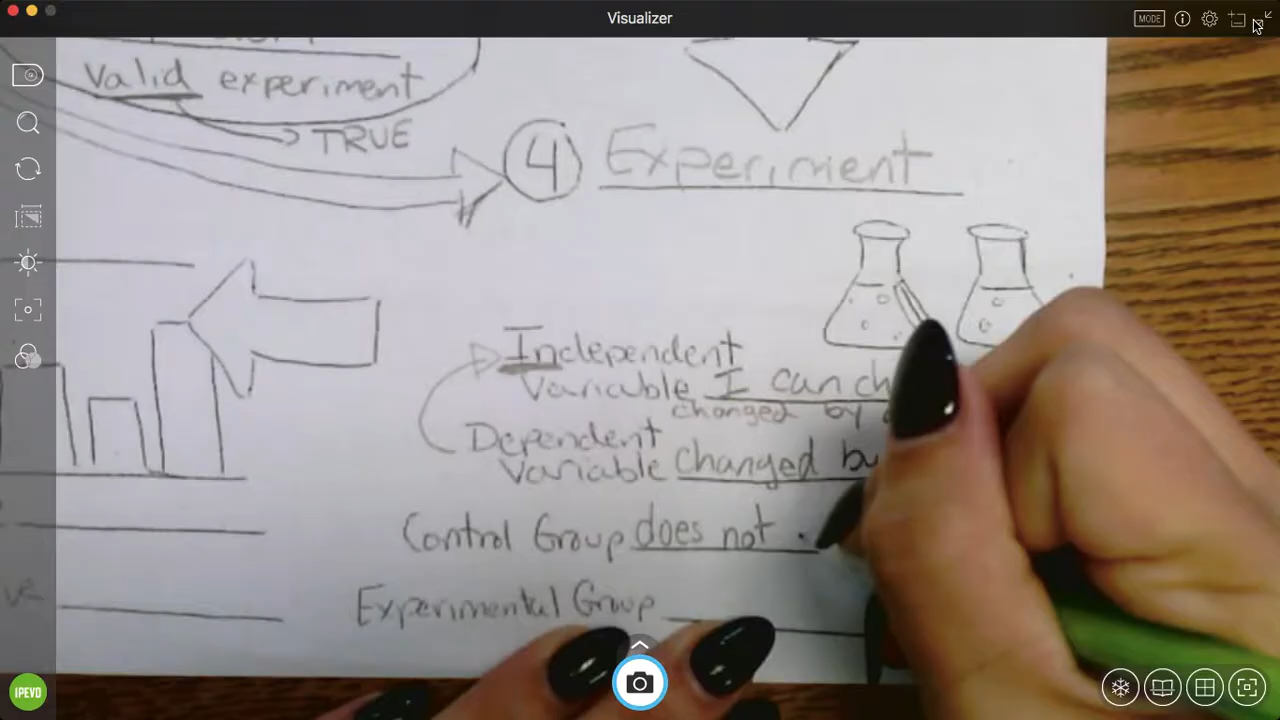 Visualizer
MODE
valid experiment
TRUE
4 Experiment
Independent
Variable I can ch
changed by
Dependent
Variable changed by
Control Group does not
Experimental Group
IPEVO